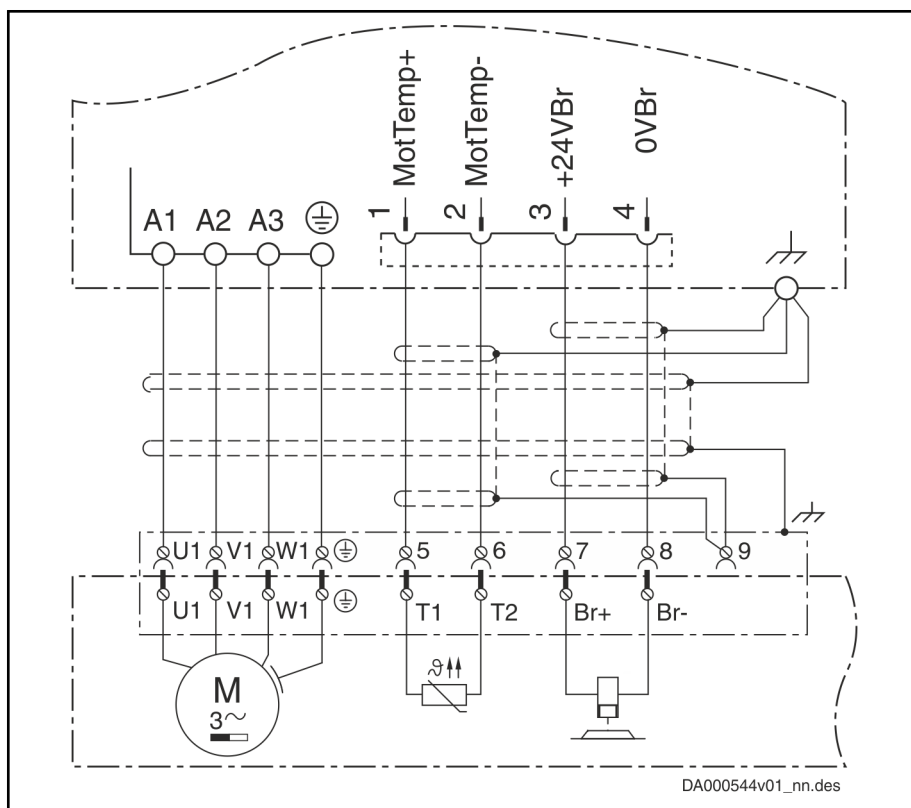 MotTemp+
MotTemp-
+24VBr
0VBr
1
2
3
4
A1 A2 A3
U1 V1 W1 5 6 7 8 9
U1 V1 W1 T1 T2 Br+ Br-
ϑ
M
3~
DA000544v01_nn.des